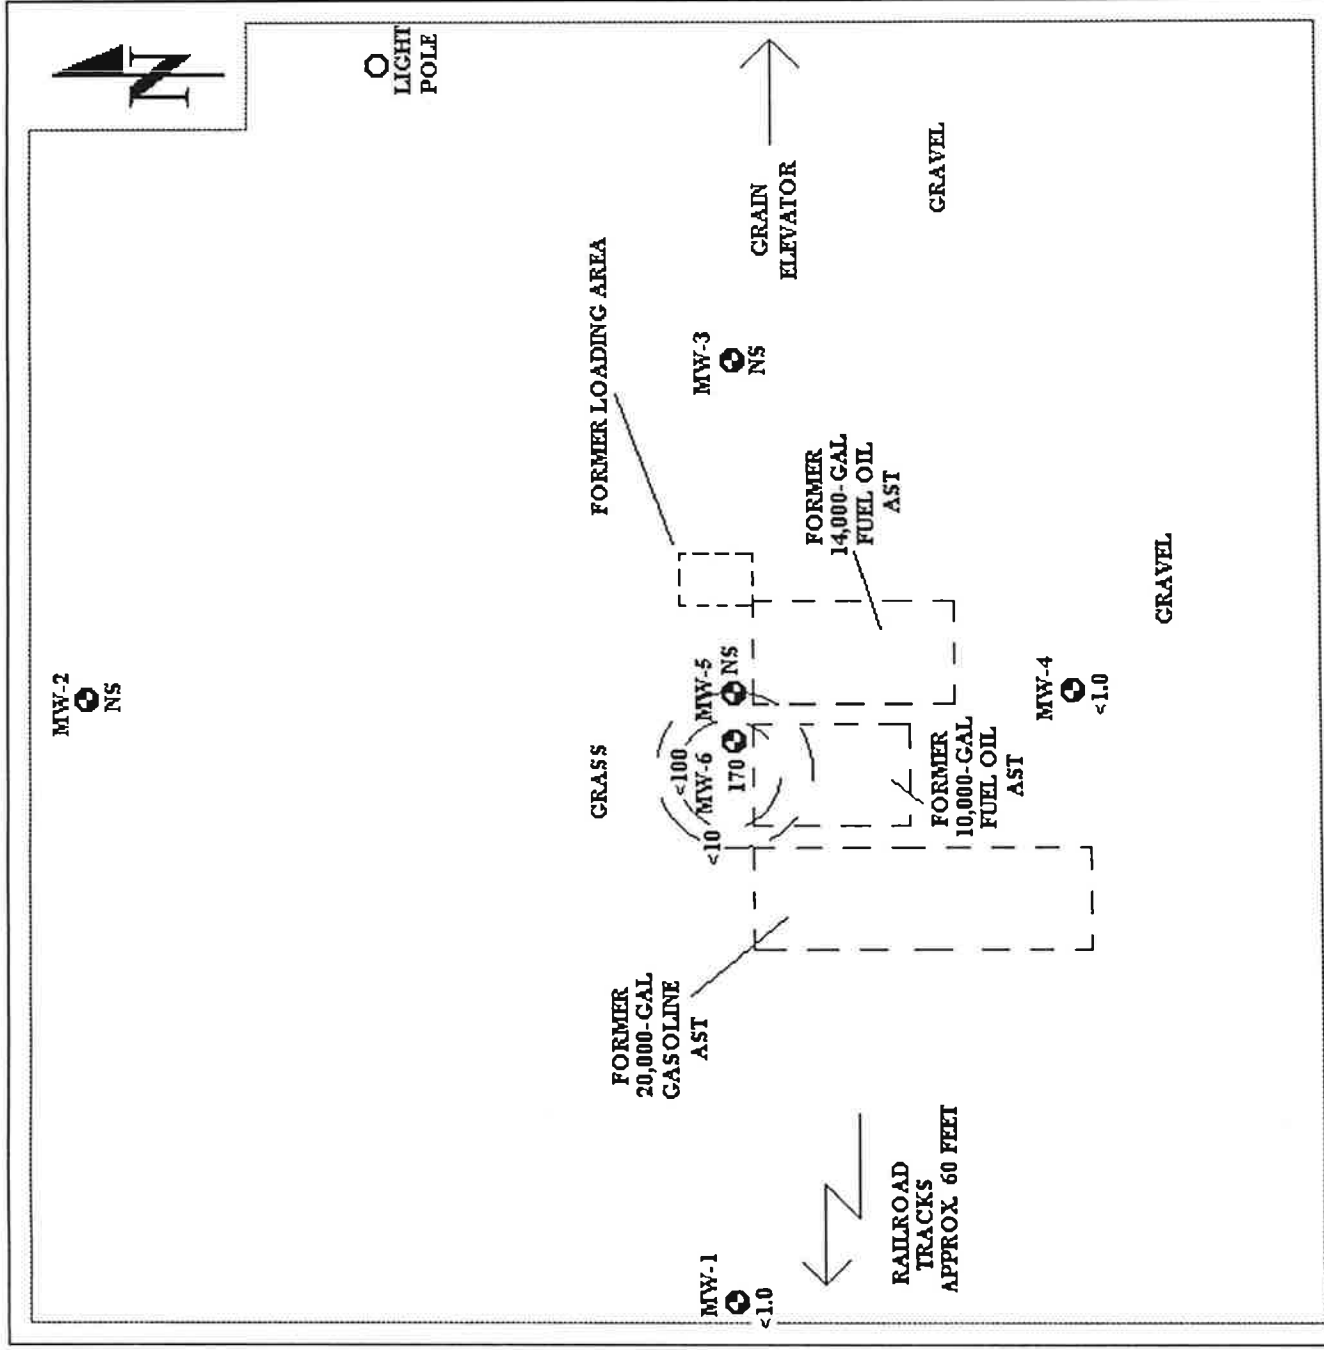 N
LIGHT
POLE
MW-2
NS
GRASS
FORMER LOADING AREA
GRAIN
ELEVATOR
GRAVEL
MW-3
NS
MW-5
NS
<100
MW-6
170
<10
FORMER
14,000-GAL
FUEL OIL
AST
FORMER
10,000-GAL
FUEL OIL
AST
MW-4
<1.0
GRAVEL
FORMER
20,000-GAL
GASOLINE
AST
RAILROAD
TRACKS
APPROX. 60 FEET
MW-1
<1.0